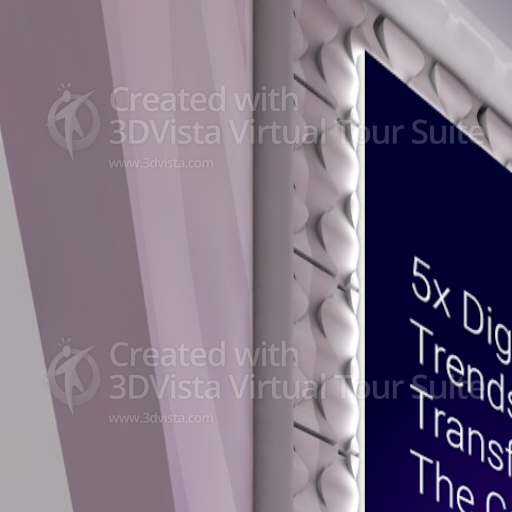 Created with
3DVista Virtual Tour Suite
www.3dvista.com
5x Dig
Trends
Transf
The
Created with
3DVista Virtual Tour Suite
www.3dvista.com